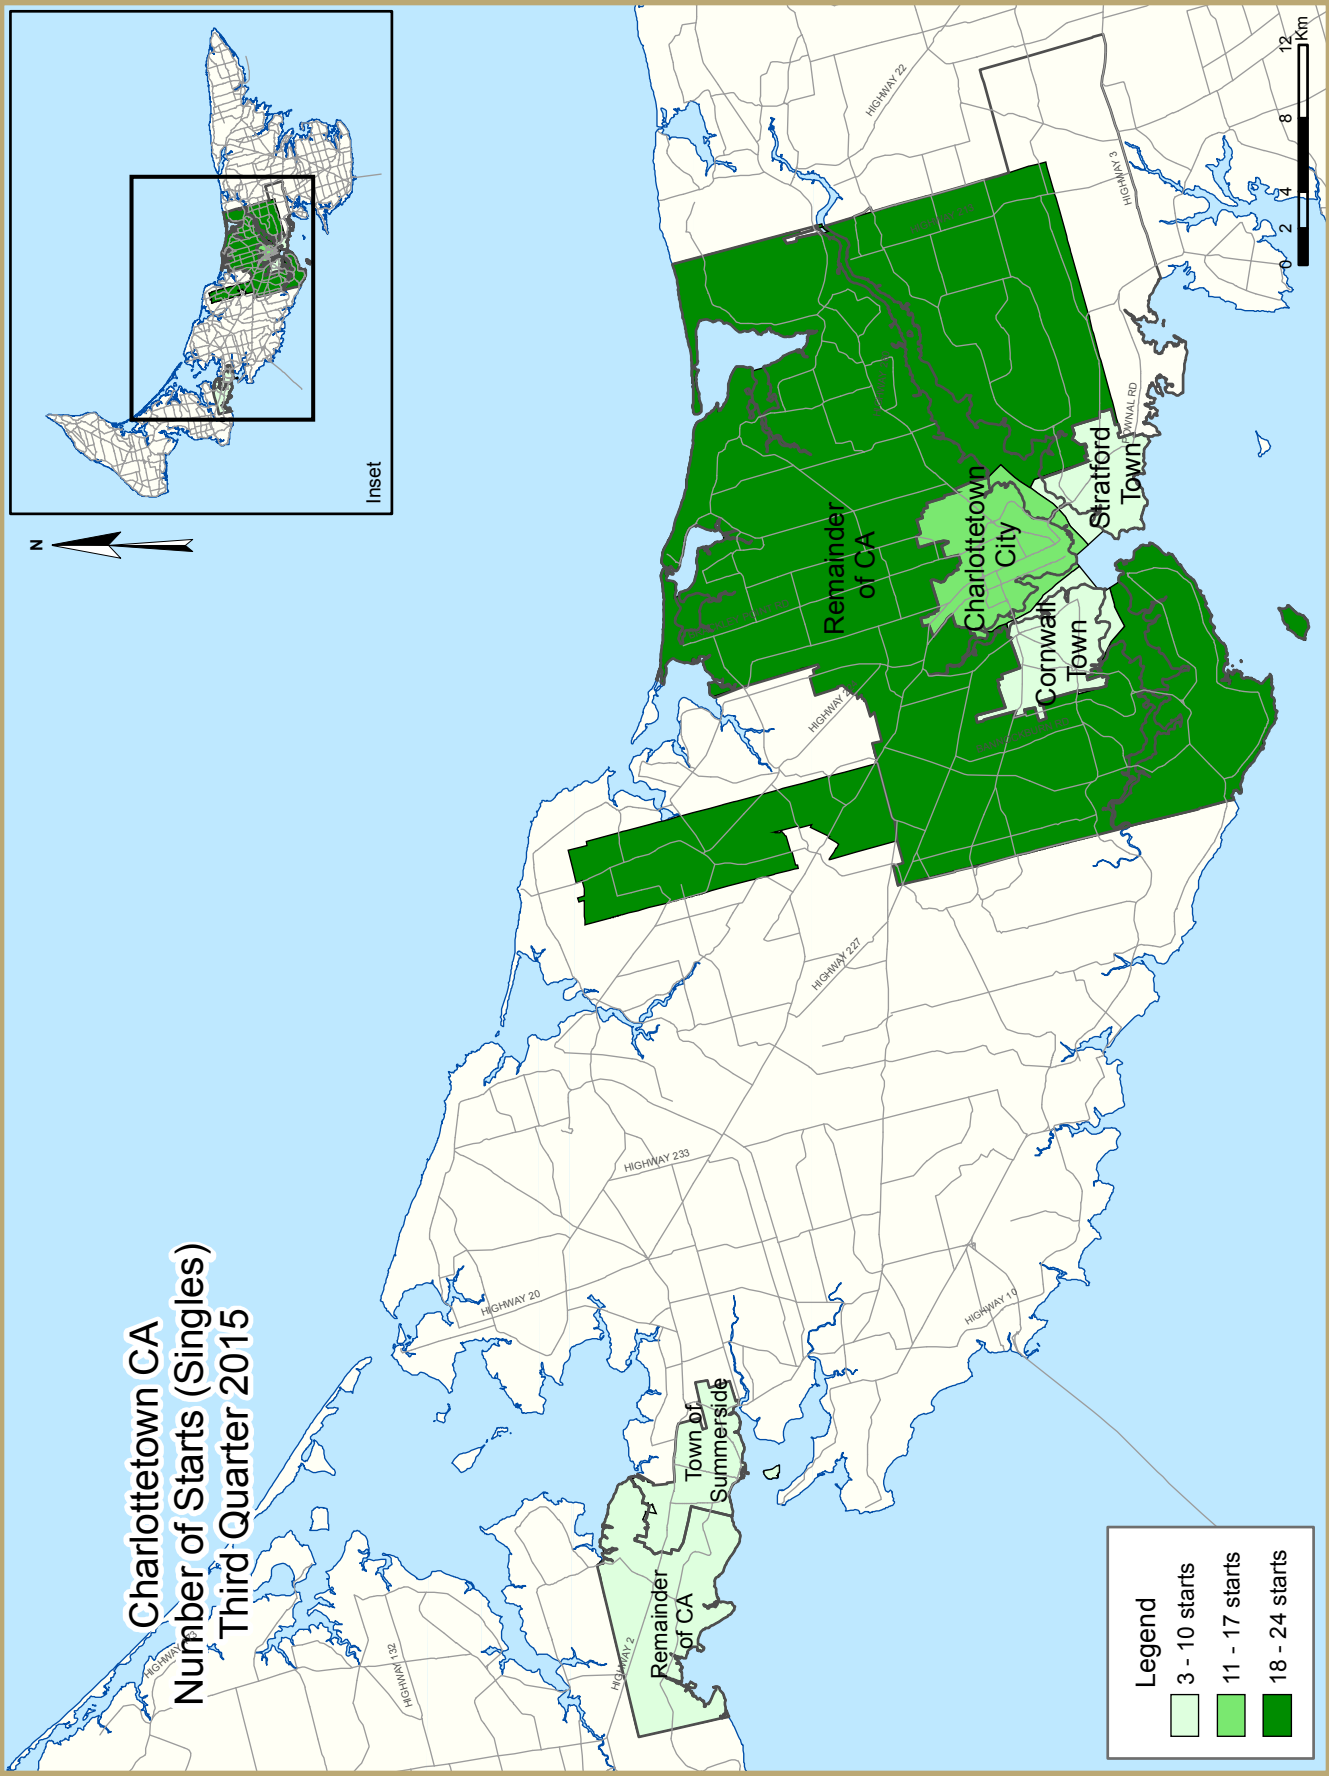 Charlottetown CA
Number of Starts (Singles)
Third Quarter 2015
N
Inset
HIGHWAY 132
HIGHWAY 2
HIGHWAY 20
HIGHWAY 233
HIGHWAY 227
HIGHWAY 10
HIGHWAY 22
HIGHWAY 3
Remainder
of CA
Town of
Summerside
Remainder
of CA
Charlottetown
City
Cornwall
Town
Stratford
Town
Legend
3 - 10 starts
11 - 17 starts
18 - 24 starts
0 2 4 8 12
Km